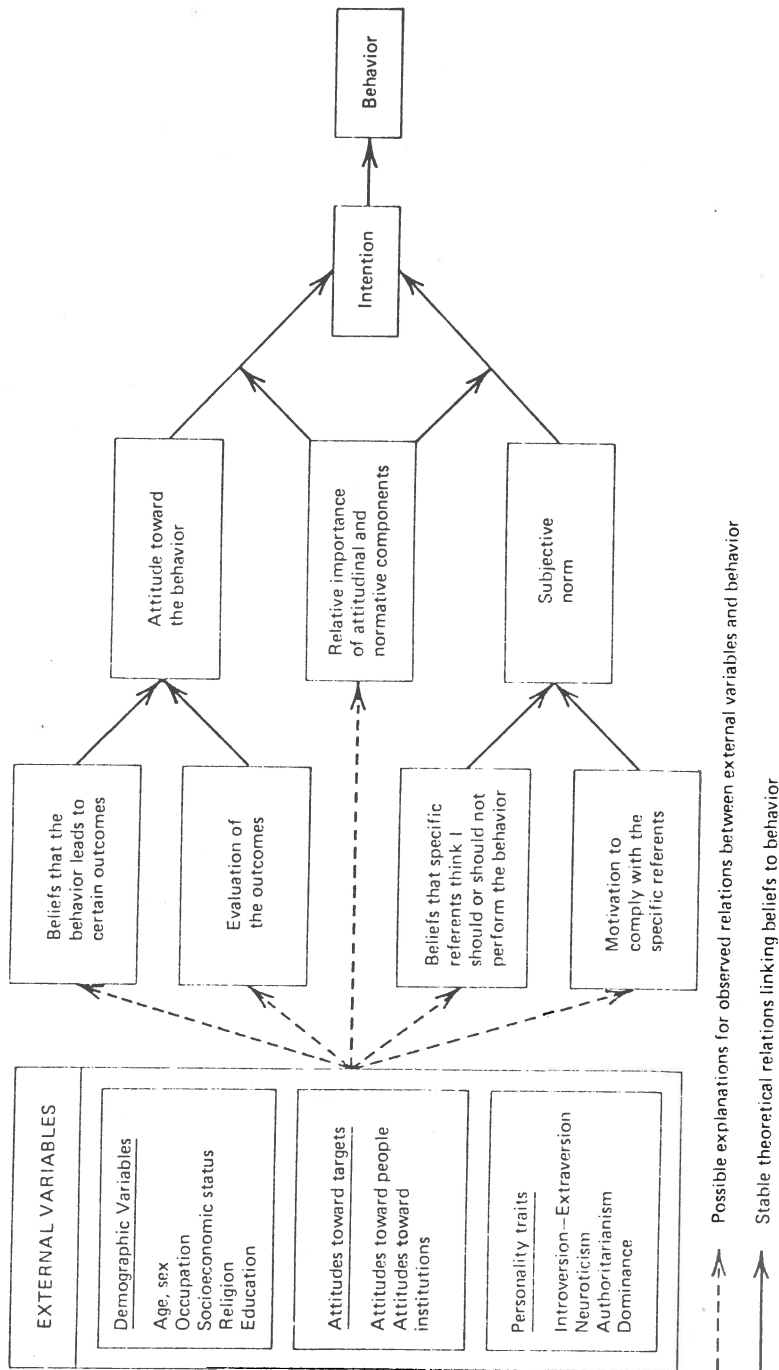 EXTERNAL VARIABLES
Demographic Variables
Age, sex
Occupation
Socioeconomic status
Religion
Education
Attitudes toward targets
Attitudes toward people
Attitudes toward
institutions
Personality traits
Introversion—Extraversion
Neuroticism
Authoritarianism
Dominance
Beliefs that the
behavior leads to
certain outcomes
Evaluation of
the outcomes
Beliefs that specific
referents think I
should or should not
perform the behavior
Motivation to
comply with the
specific referents
Attitude toward
the behavior
Relative importance
of attitudinal and
normative components
Subjective
norm
Intention
Behavior
Possible explanations for observed relations between external variables and behavior
Stable theoretical relations linking beliefs to behavior